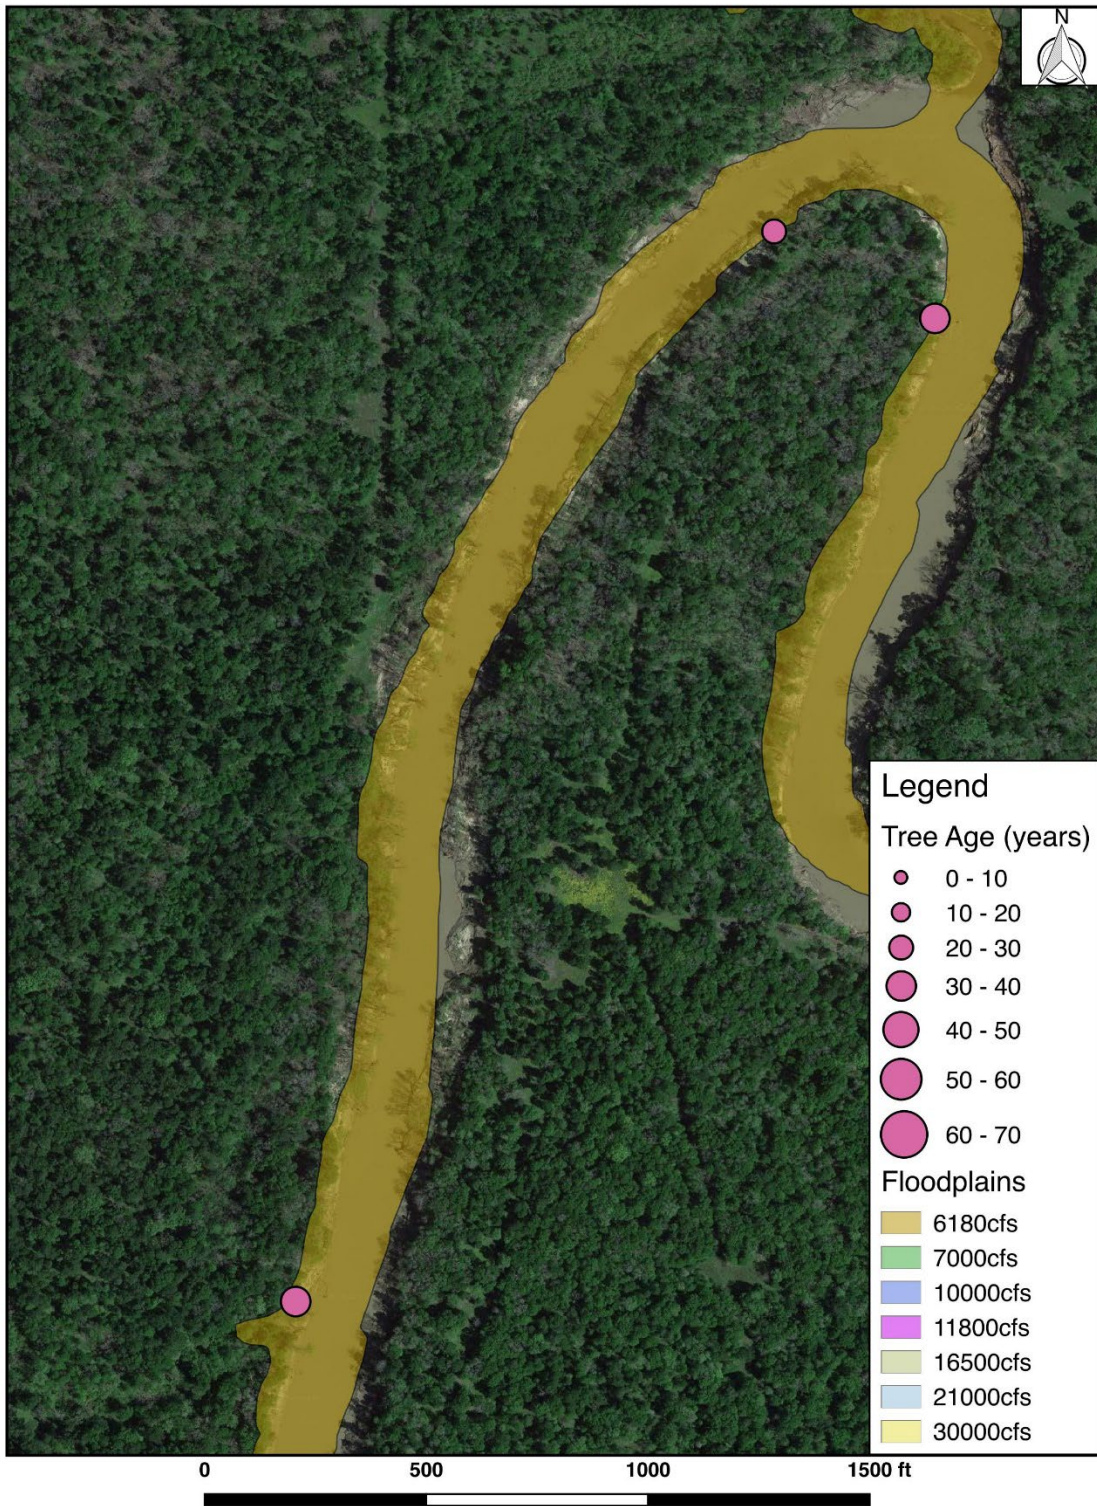 N
Legend
Tree Age (years)
0 - 10
10 - 20
20 - 30
30 - 40
40 - 50
50 - 60
60 - 70
Floodplains
6180cfs
7000cfs
10000cfs
11800cfs
16500cfs
21000cfs
30000cfs
0 500 1000 1500 ft